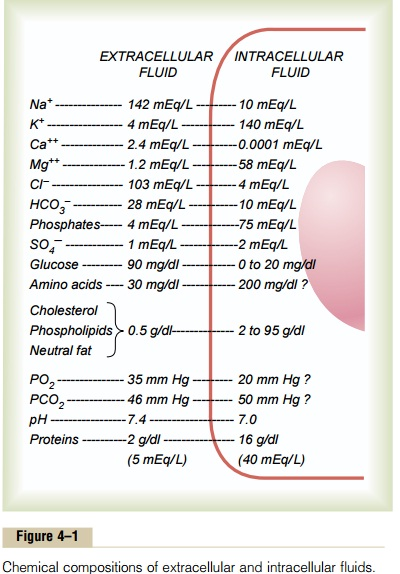 EXTRACELLULAR FLUID INTRACELLULAR FLUID
Na+ --------------- 142 mEq/L --------- 10 mEq/L
K+ ---------------- 4 mEq/L ------------ 140 mEq/L
Ca++ -------------- 2.4 mEq/L ---------- 0.0001 mEq/L
Mg++ -------------- 1.2 mEq/L ---------- 58 mEq/L
Cl– --------------- 103 mEq/L --------- 4 mEq/L
HCO3– ------------ 28 mEq/L ----------- 10 mEq/L
Phosphates----- 4 mEq/L ------------- 75 mEq/L
SO4– ------------- 1 mEq/L ------------- 2 mEq/L
Glucose --------- 90 mg/dl ------------ 0 to 20 mg/dl
Amino acids ---- 30 mg/dl ------------ 200 mg/dl ?
Cholesterol
Phospholipids 0.5 g/dl-------------- 2 to 95 g/dl
Neutral fat
PO2 -------------- 35 mm Hg --------- 20 mm Hg ?
PCO2 ------------ 46 mm Hg --------- 50 mm Hg ?
pH ---------------- 7.4 ------------------ 7.0
Proteins ---------- 2 g/dl ---------------- 16 g/dl
(5 mEq/L) (40 mEq/L)
Figure 4–1
Chemical compositions of extracellular and intracellular fluids.